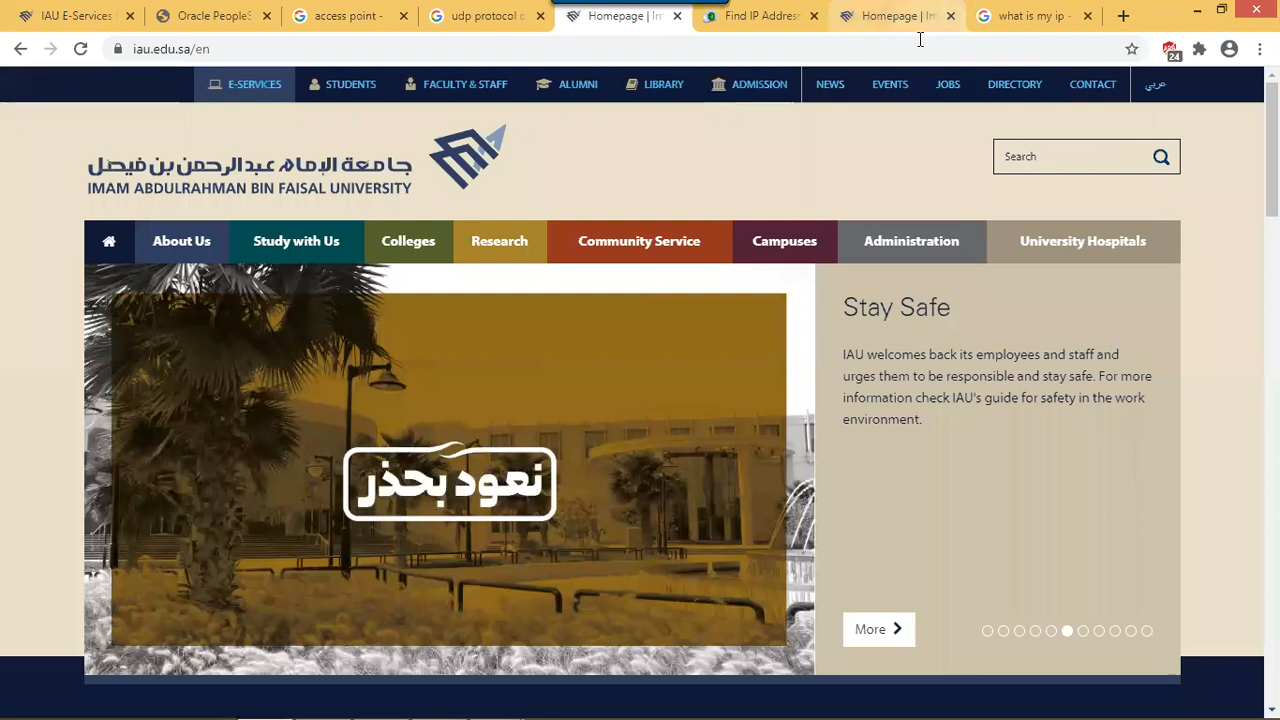 IAU E-Services
Oracle PeopleS
access point -
udp protocol
Homepage | Im
Find IP Address
Homepage | Im
what is my ip -
iau.edu.sa/en
24
E-SERVICES
STUDENTS
FACULTY & STAFF
ALUMNI
LIBRARY
ADMISSION
NEWS
EVENTS
JOBS
DIRECTORY
CONTACT
عربي
جامعة الإمام عبدالرحمن بن فيصل
IMAM ABDULRAHMAN BIN FAISAL UNIVERSITY
Search
About Us
Study with Us
Colleges
Research
Community Service
Campuses
Administration
University Hospitals
نعود بحذر
Stay Safe
IAU welcomes back its employees and staff and
urges them to be responsible and stay safe. For more
information check IAU's guide for safety in the work
environment.
More